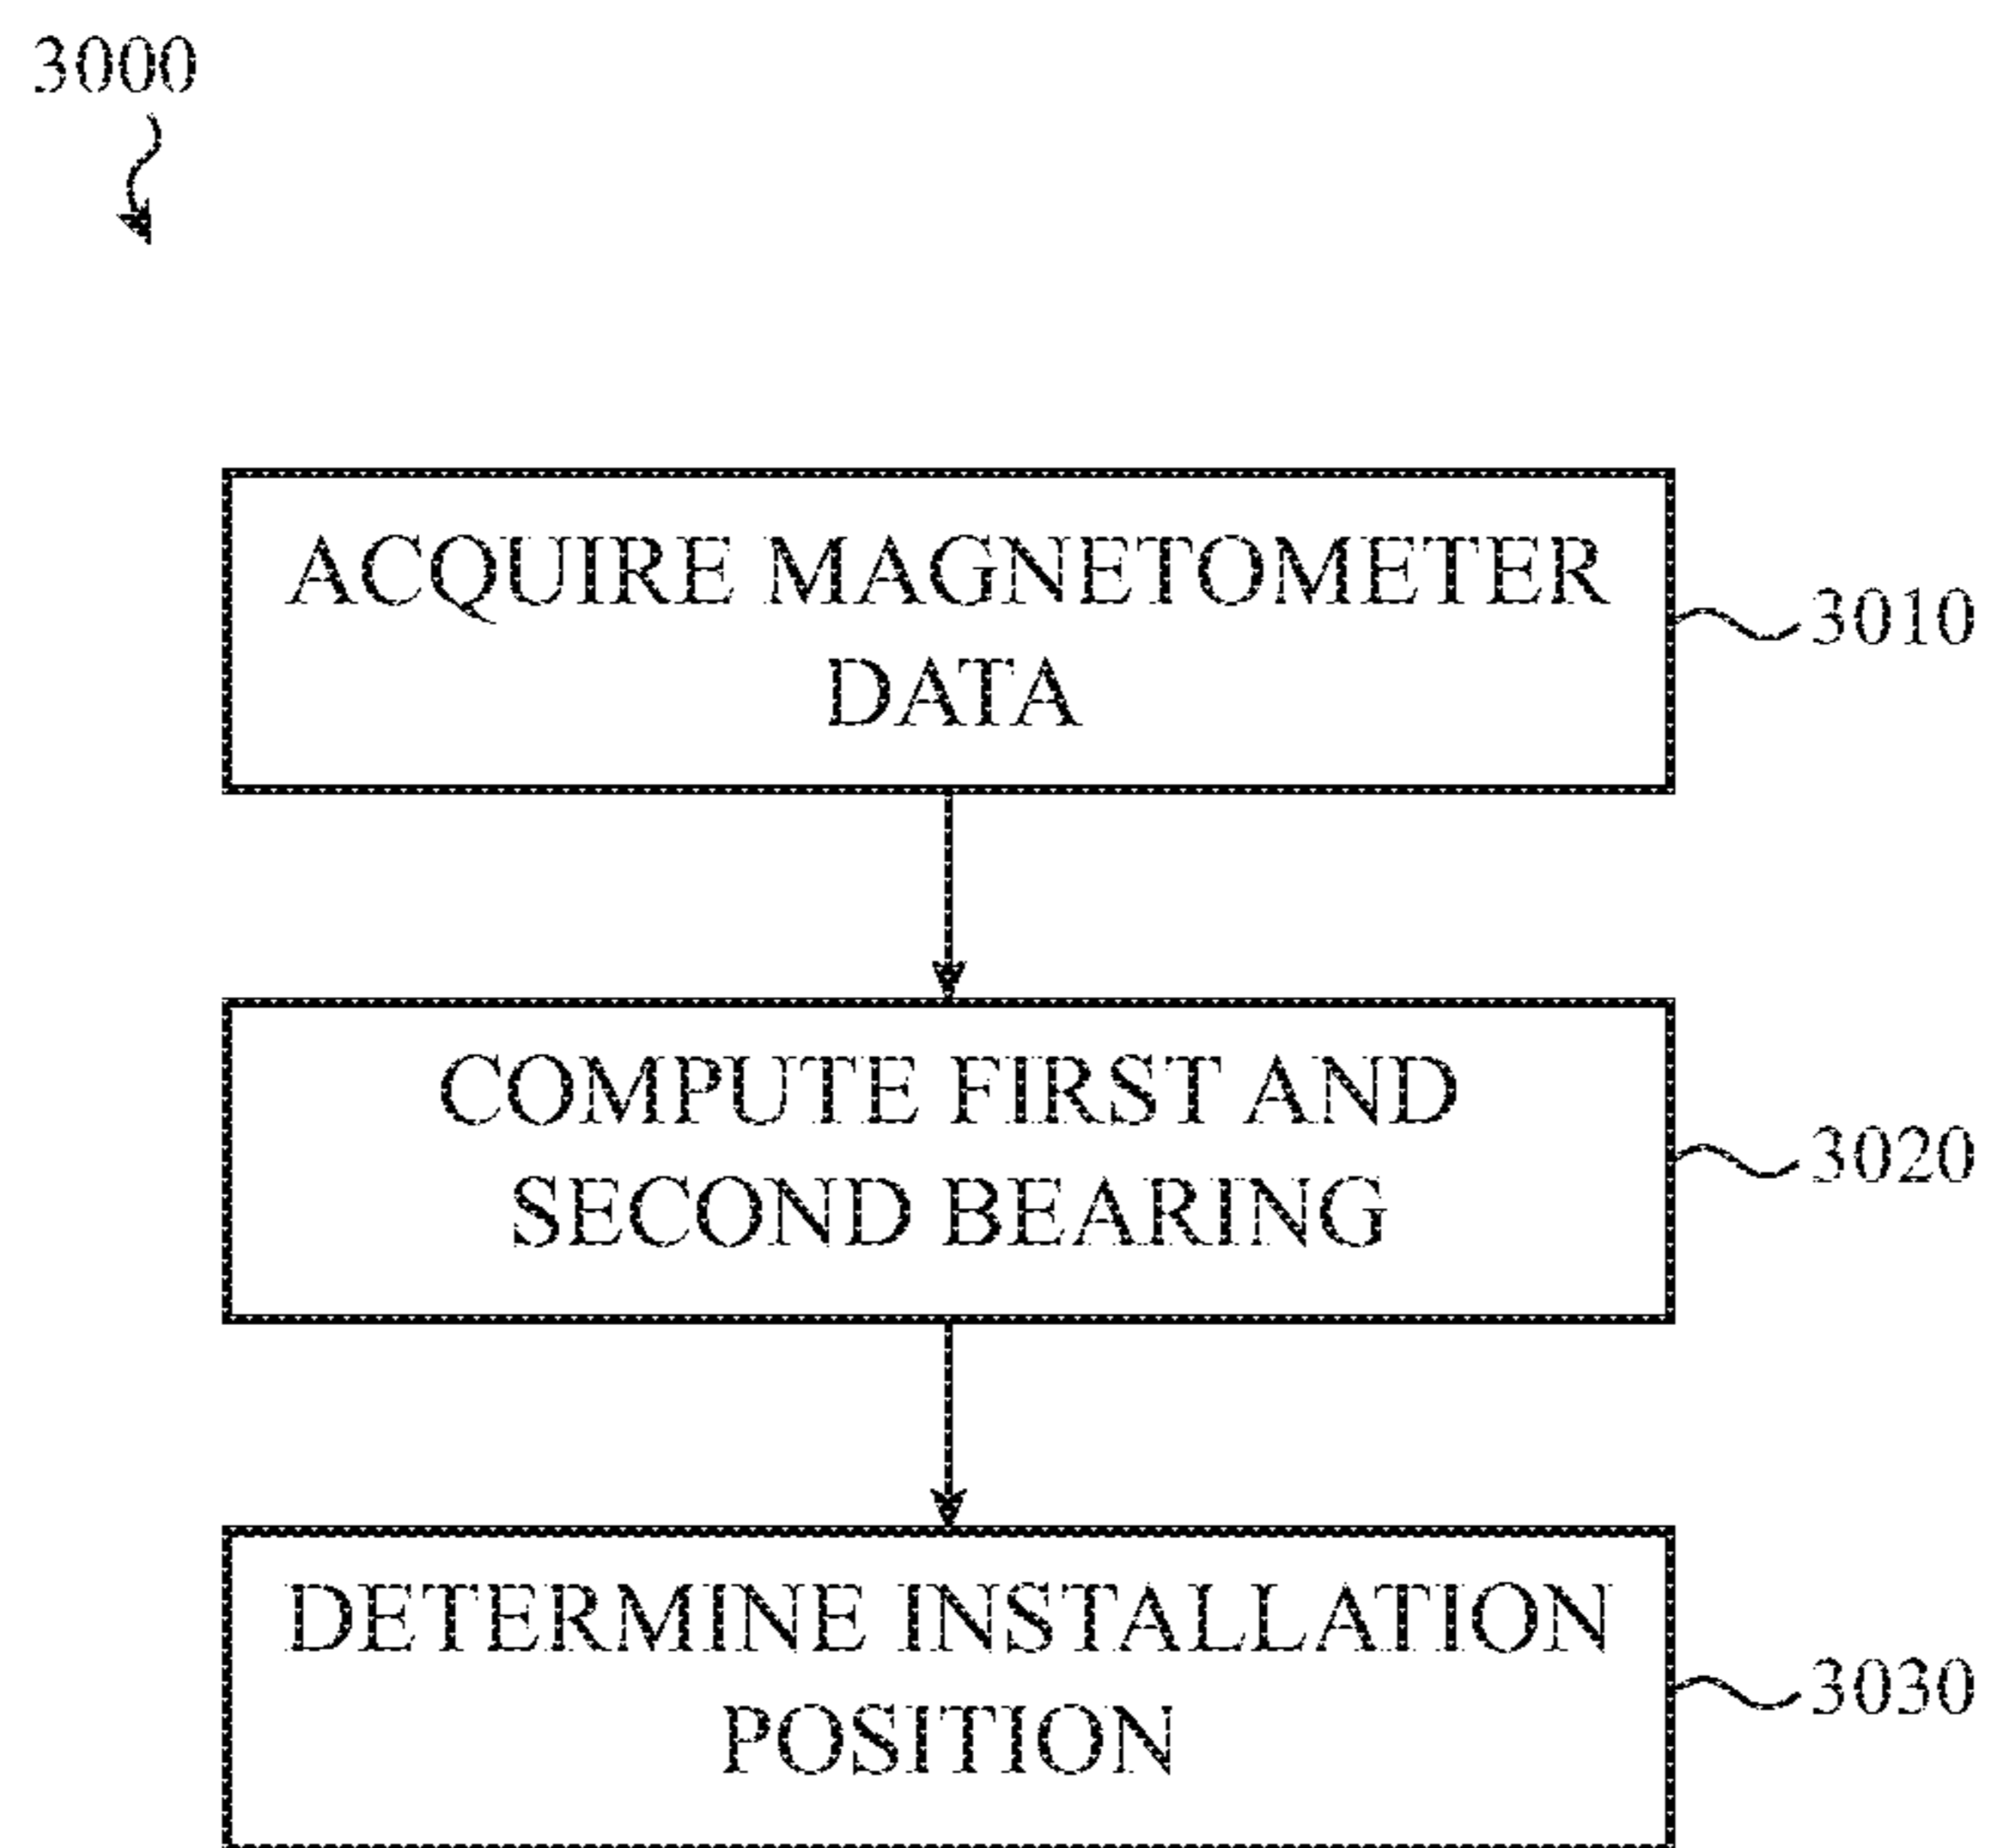 3000
ACQUIRE MAGNETOMETER
DATA
3010
COMPUTE FIRST AND
SECOND BEARING
3020
DETERMINE INSTALLATION
POSITION
3030